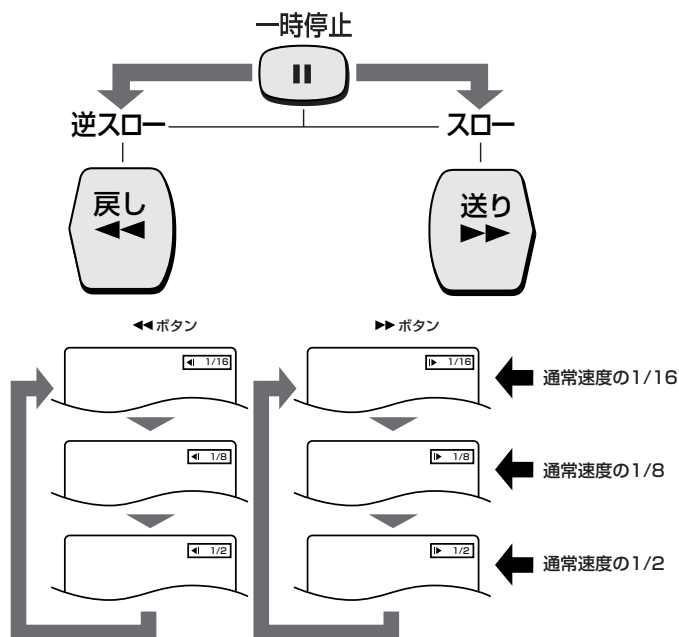 一時停止
逆スロー
スロー
戻し
送り
◀◀ ボタン
▶▶ ボタン
1/16
1/16
通常速度の1/16
1/8
1/8
通常速度の1/8
1/2
1/2
通常速度の1/2